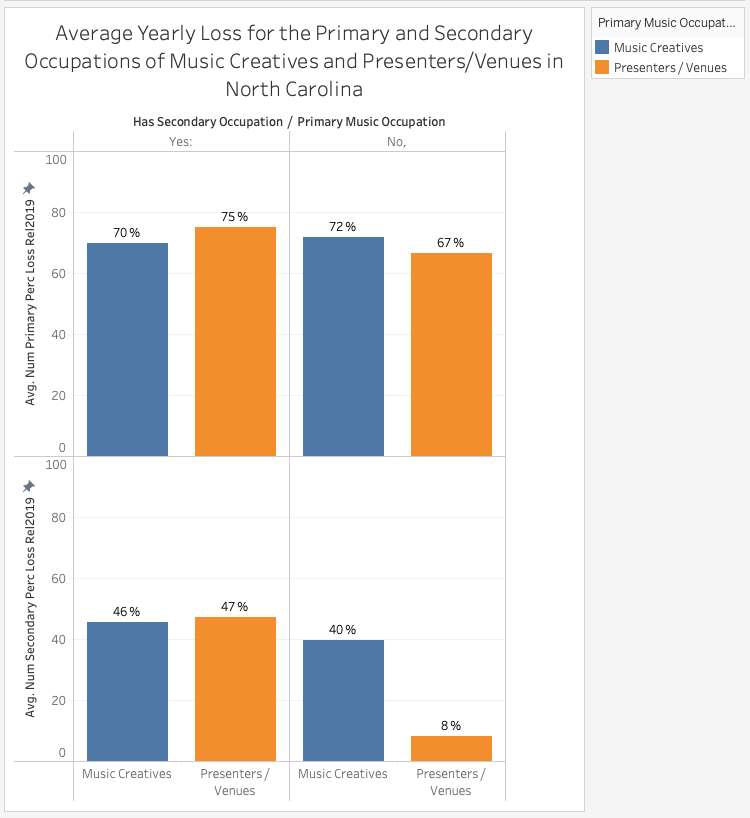 Average Yearly Loss for the Primary and Secondary
Occupations of Music Creatives and Presenters/Venues in
North Carolina
Primary Music Occupat...
Music Creatives
Presenters / Venues
Has Secondary Occupation / Primary Music Occupation
Yes:
No,
Avg. Num Primary Perc Loss Rel2019
100
80
60
40
20
0
70 %
75 %
72 %
67 %
Avg. Num Secondary Perc Loss Rel2019
100
80
60
40
20
0
46 %
47 %
40 %
8 %
Music Creatives
Presenters /
Venues
Music Creatives
Presenters /
Venues